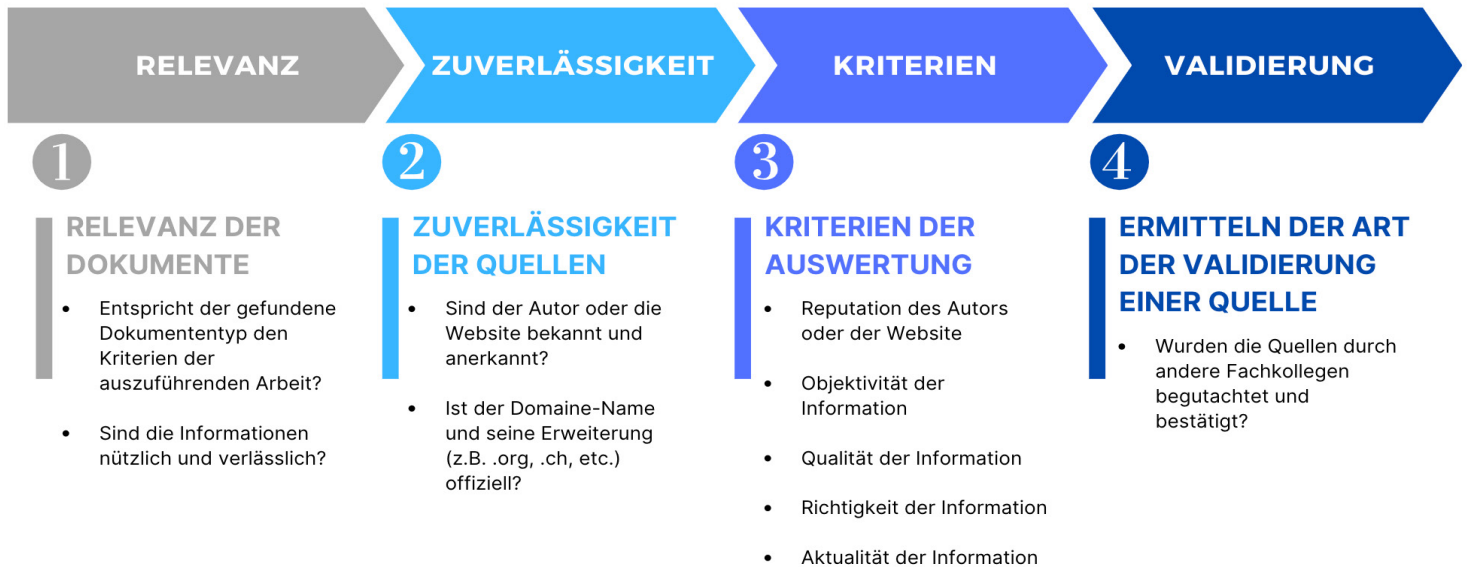 RELEVANZ
ZUVERLÄSSIGKEIT
KRITERIEN
VALIDIERUNG
1
RELEVANZ DER
DOKUMENTE
• Entspricht der gefundene
Dokumententyp den
Kriterien der
auszuführenden Arbeit?
• Sind die Informationen
nützlich und verlässlich?
2
ZUVERLÄSSIGKEIT
DER QUELLEN
• Sind der Autor oder die
Website bekannt und
anerkannt?
• Ist der Domaine-Name
und seine Erweiterung
(z.B. .org, .ch, etc.)
offiziell?
3
KRITERIEN DER
AUSWERTUNG
• Reputation des Autors
oder der Website
• Objektivität der
Information
• Qualität der Information
• Richtigkeit der Information
• Aktualität der Information
4
ERMITTELN DER ART
DER VALIDIERUNG
EINER QUELLE
• Wurden die Quellen durch
andere Fachkollegen
begutachtet und
bestätigt?